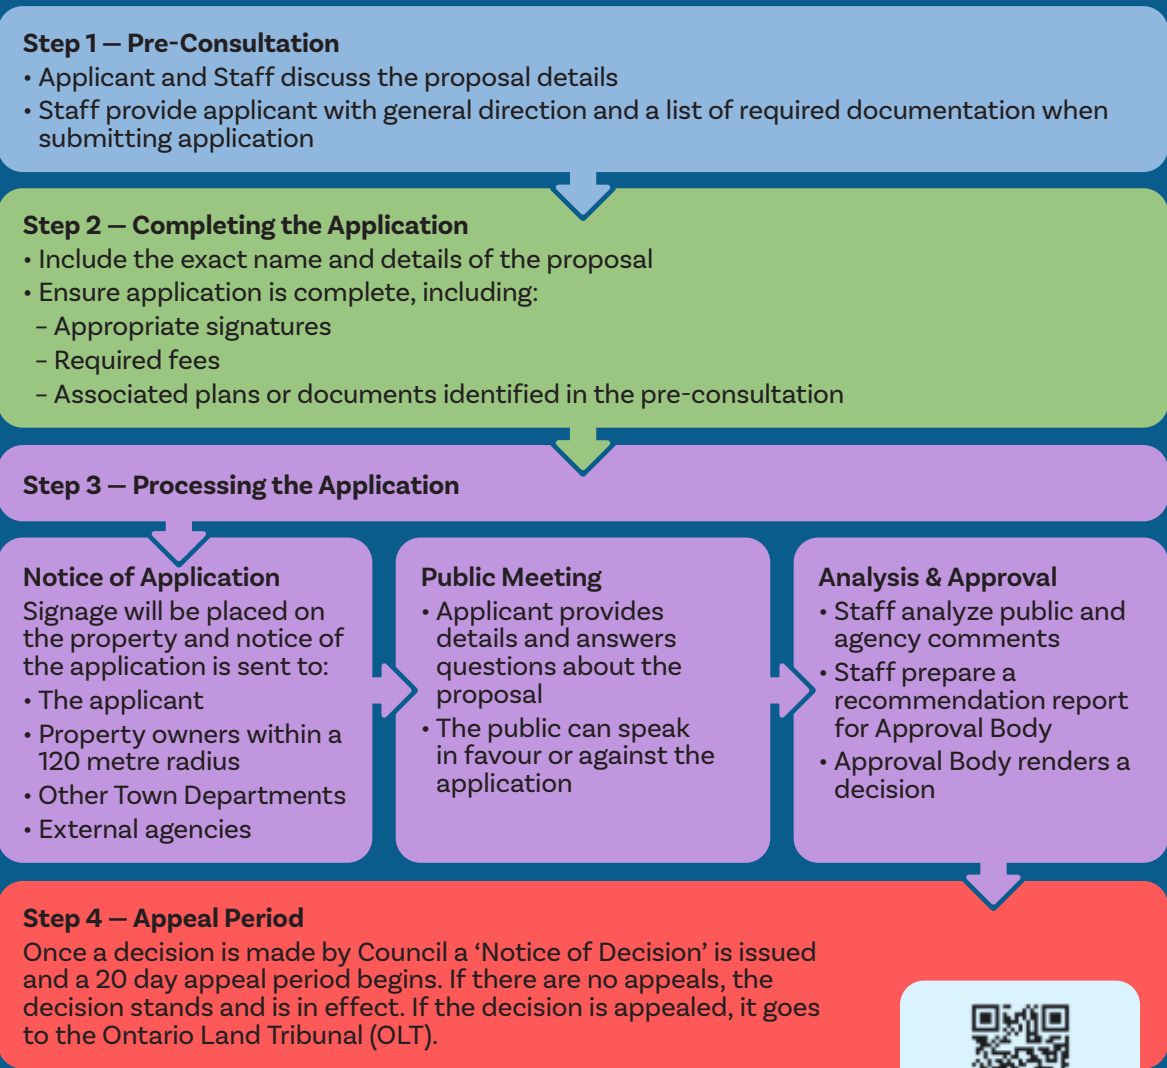 Step 1 – Pre-Consultation
• Applicant and Staff discuss the proposal details
• Staff provide applicant with general direction and a list of required documentation when
submitting application
Step 2 – Completing the Application
• Include the exact name and details of the proposal
• Ensure application is complete, including:
– Appropriate signatures
– Required fees
– Associated plans or documents identified in the pre-consultation
Step 3 – Processing the Application
Notice of Application
Signage will be placed on
the property and notice of
the application is sent to:
• The applicant
• Property owners within a
120 metre radius
• Other Town Departments
• External agencies
Public Meeting
• Applicant provides
details and answers
questions about the
proposal
• The public can speak
in favour or against the
application
Analysis & Approval
• Staff analyze public and
agency comments
• Staff prepare a
recommendation report
for Approval Body
• Approval Body renders a
decision
Step 4 – Appeal Period
Once a decision is made by Council a ‘Notice of Decision’ is issued
and a 20 day appeal period begins. If there are no appeals, the
decision stands and is in effect. If the decision is appealed, it goes
to the Ontario Land Tribunal (OLT).